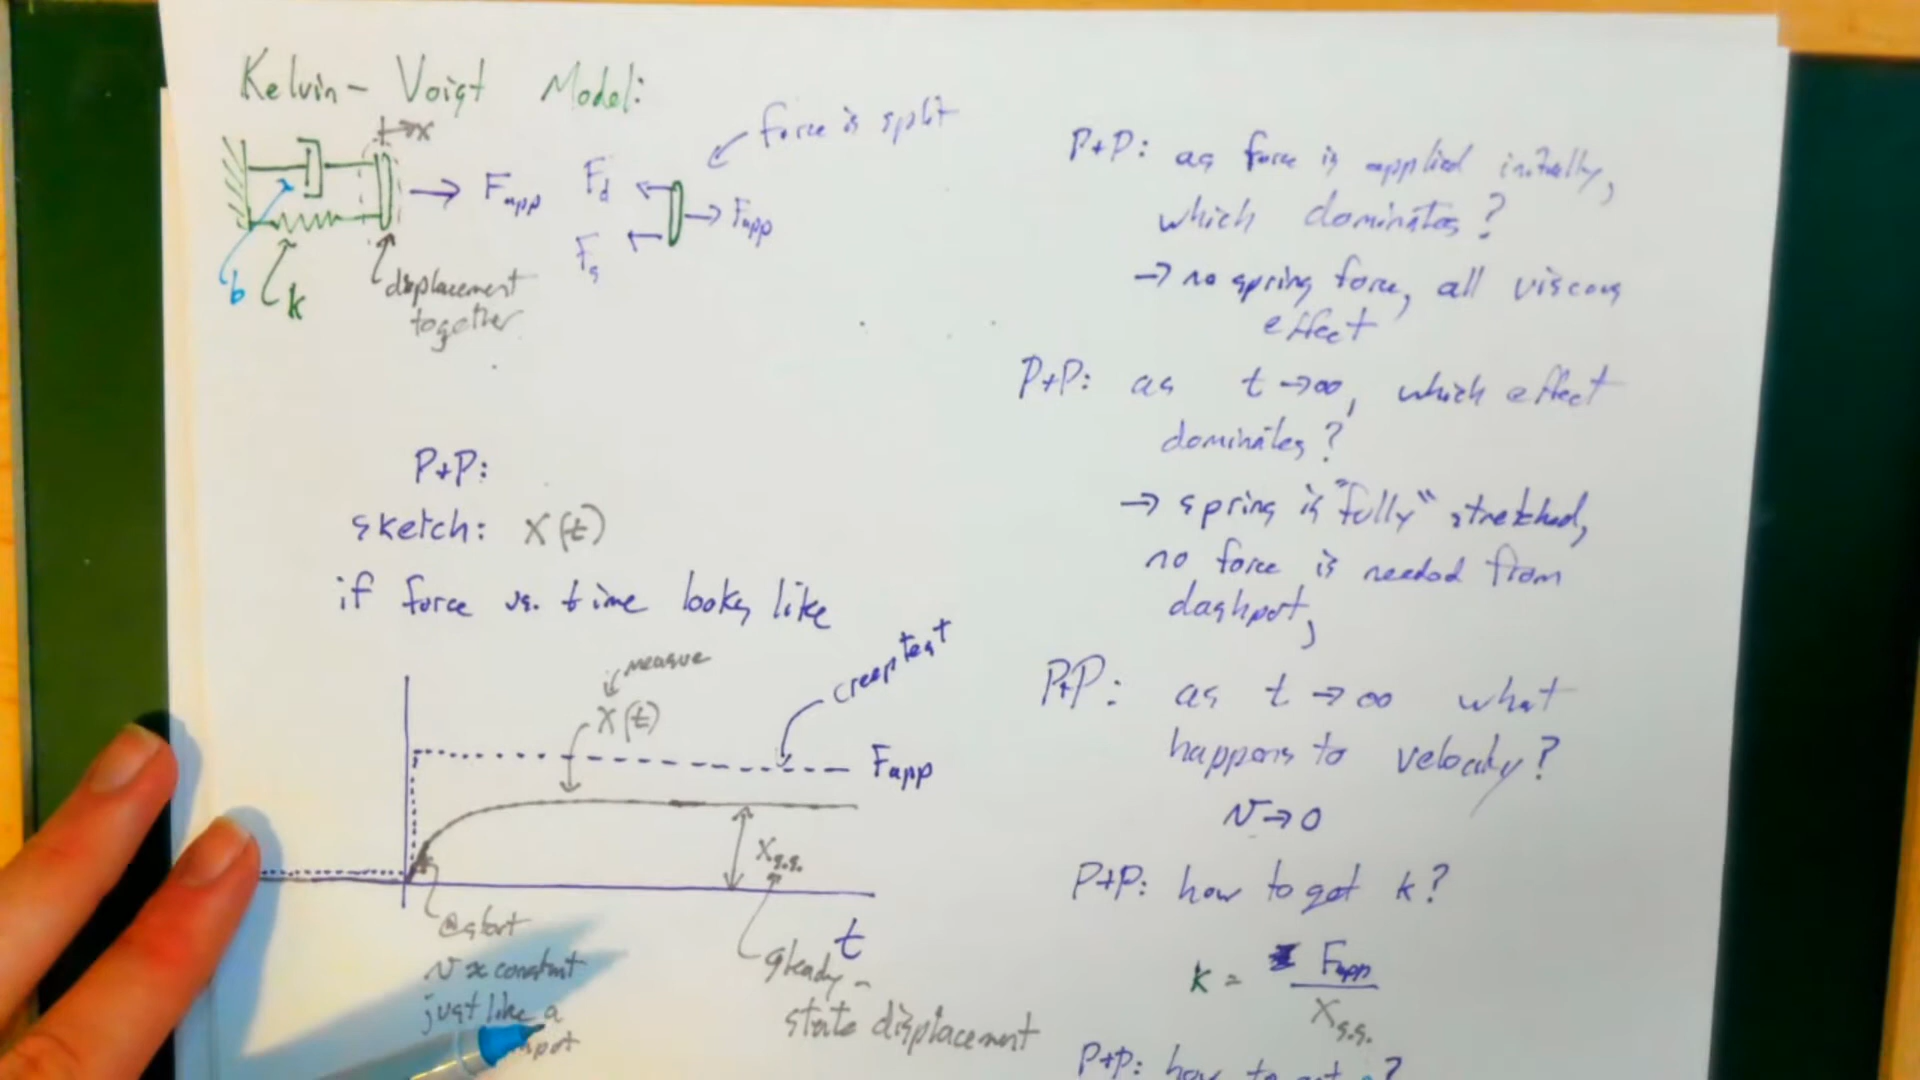 Kelvin-Voigt Model:
x
force is split
Fapp
Fd
Fs
Fapp
b
k
displacement
together
P+P:
sketch: X(t)
if force vs. time looks like
measure
X(t)
creep test
Fapp
Xs.s.
t
@start
v ≈ constant
just like a
steady-
state displacement
P+P: as force is applied initially,
which dominates?
→ no spring force, all viscous
effect
P+P: as t→∞, which effect
dominates?
→ spring is "fully" stretched,
no force is needed from
dashpot,
P+P: as t→∞ what
happens to velocity?
v→0
P+P: how to get k?
k = Fapp
Xs.s.
P+P: how to get ?